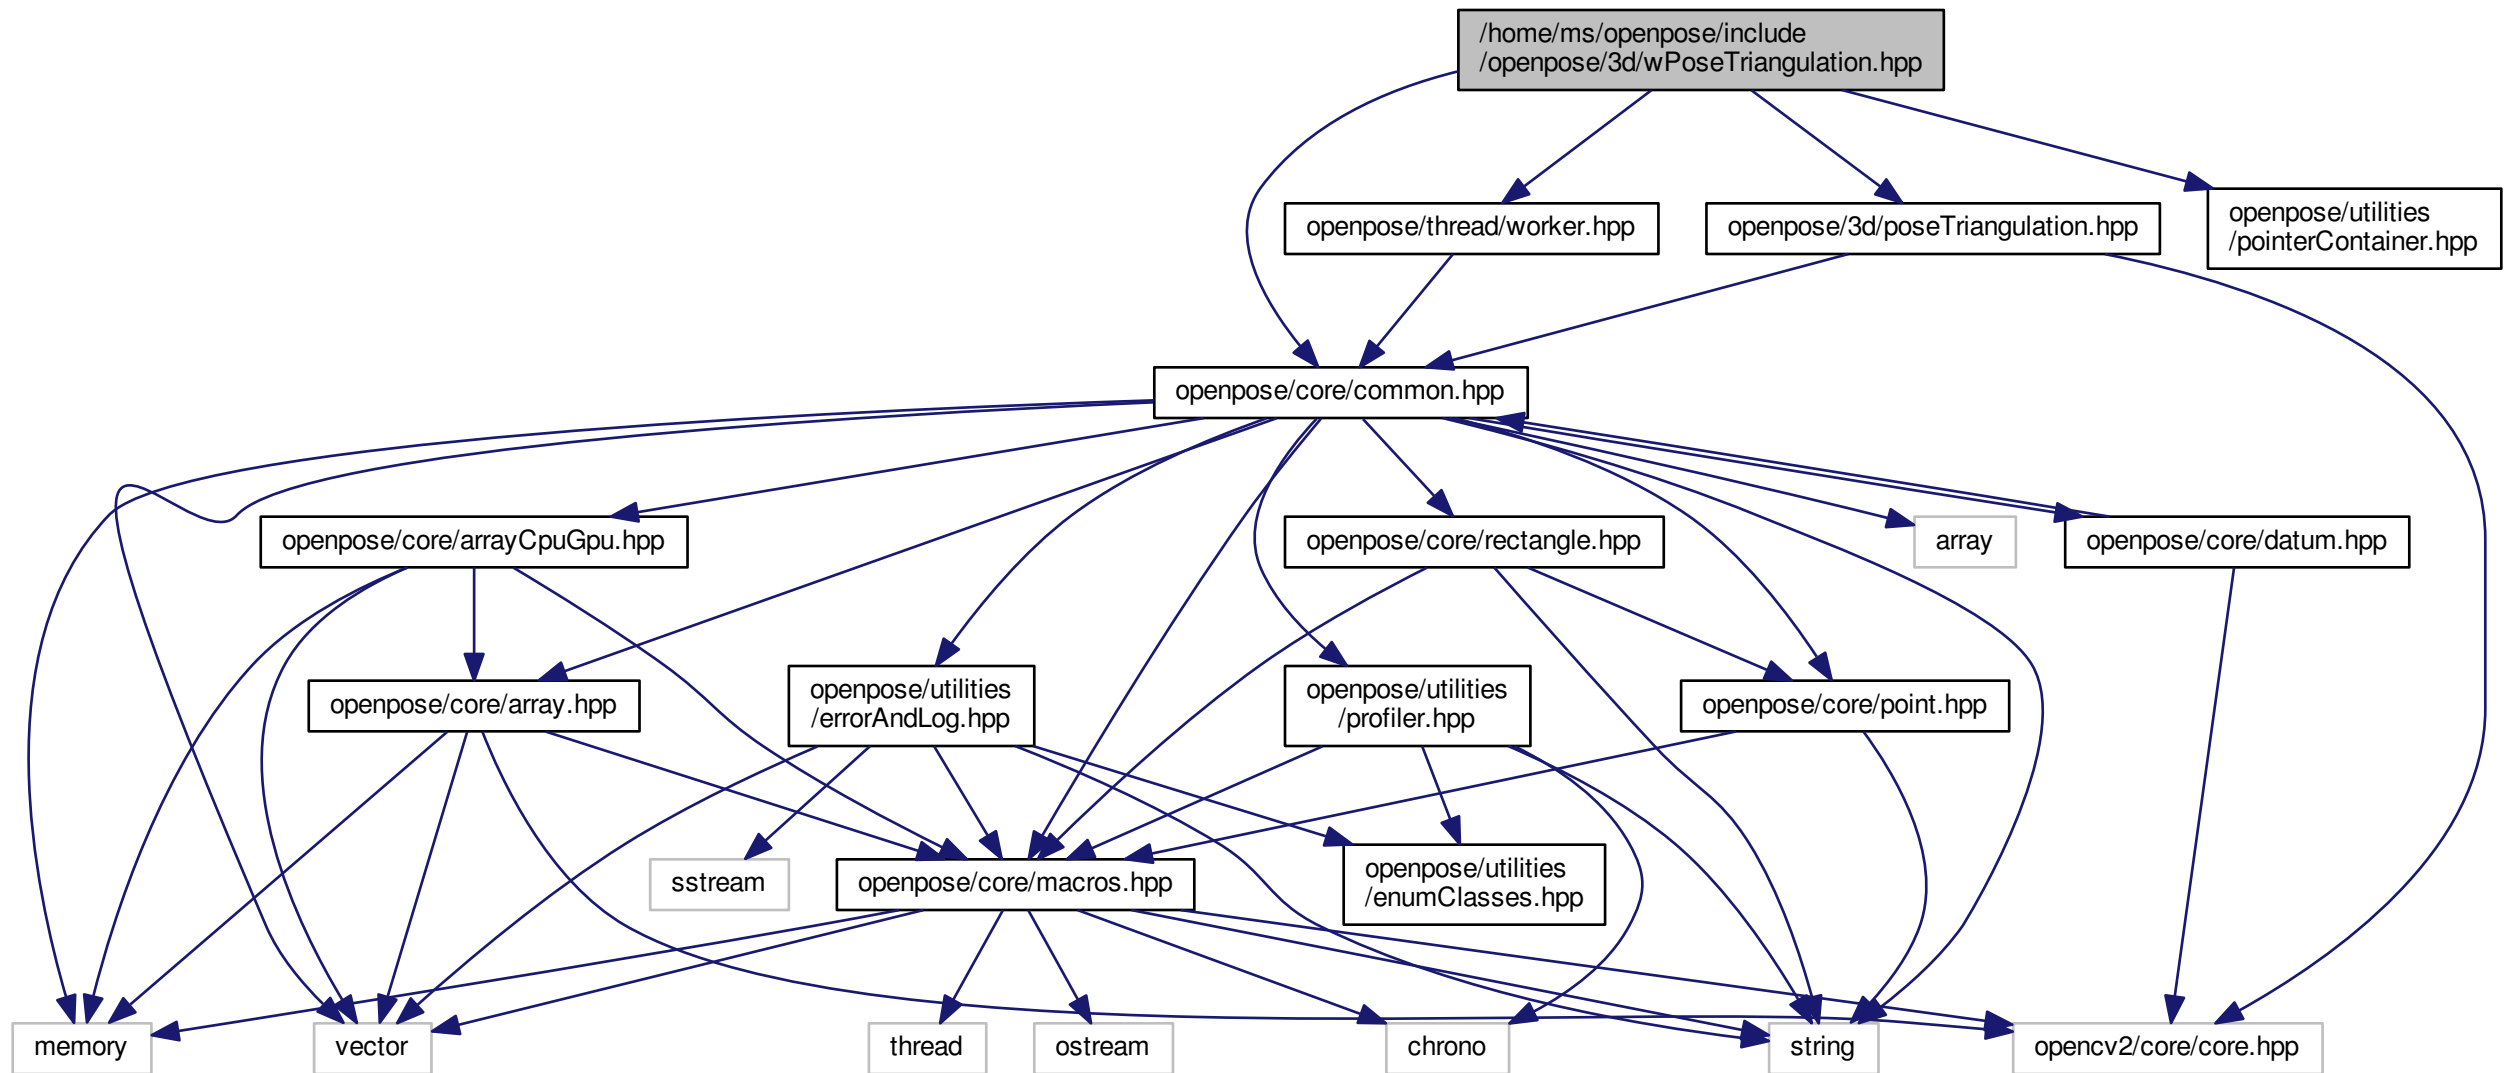 /home/ms/openpose/include
/openpose/3d/wPoseTriangulation.hpp
openpose/thread/worker.hpp
openpose/3d/poseTriangulation.hpp
openpose/utilities
/pointerContainer.hpp
openpose/core/common.hpp
openpose/core/arrayCpuGpu.hpp
openpose/core/rectangle.hpp
array
openpose/core/datum.hpp
openpose/core/array.hpp
openpose/utilities
/errorAndLog.hpp
openpose/utilities
/profiler.hpp
openpose/core/point.hpp
sstream
openpose/core/macros.hpp
openpose/utilities
/enumClasses.hpp
memory
vector
thread
ostream
chrono
string
opencv2/core/core.hpp